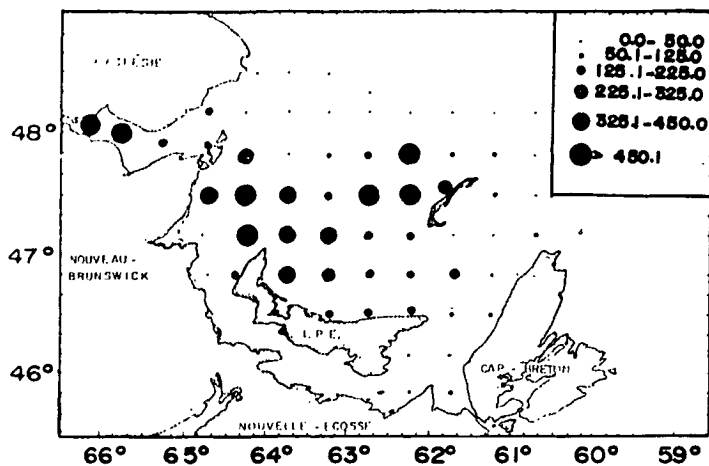 0.0- 50.0
50.1-125.0
125.1-225.0
225.1-325.0
325.1-450.0
> 450.1
48°
47°
46°
NOUVEAU-
BRUNSWICK
I. P. E.
CAP - BRETON
NOUVELLE - ECOSSE
66° 65° 64° 63° 62° 61° 60° 59°